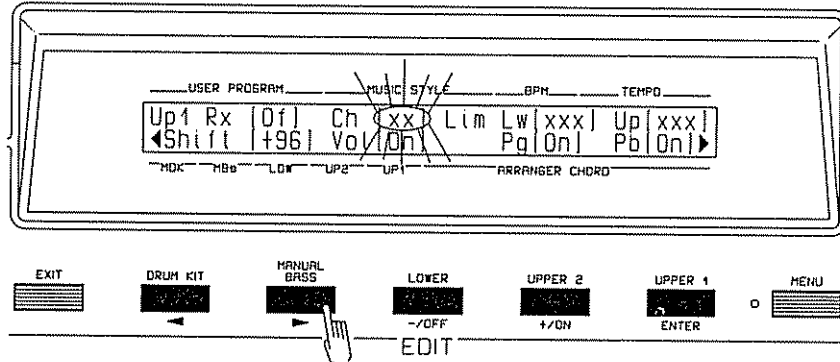 USER PROGRAM MUSIC STYLE BPM TEMPO
Up1 Rx [Of] Ch [xx] Lim Lw[xxx] Up[xxx]
◀Shift [+96] Vol[On] Pg[On] Pb[On]▶
MDK MBs LOW UP2 UP1 ARRANGER CHORD
EXIT DRUM KIT MANUAL BASS LOWER UPPER 2 UPPER 1 MENU
◄ ► -/OFF +/ON ENTER
EDIT